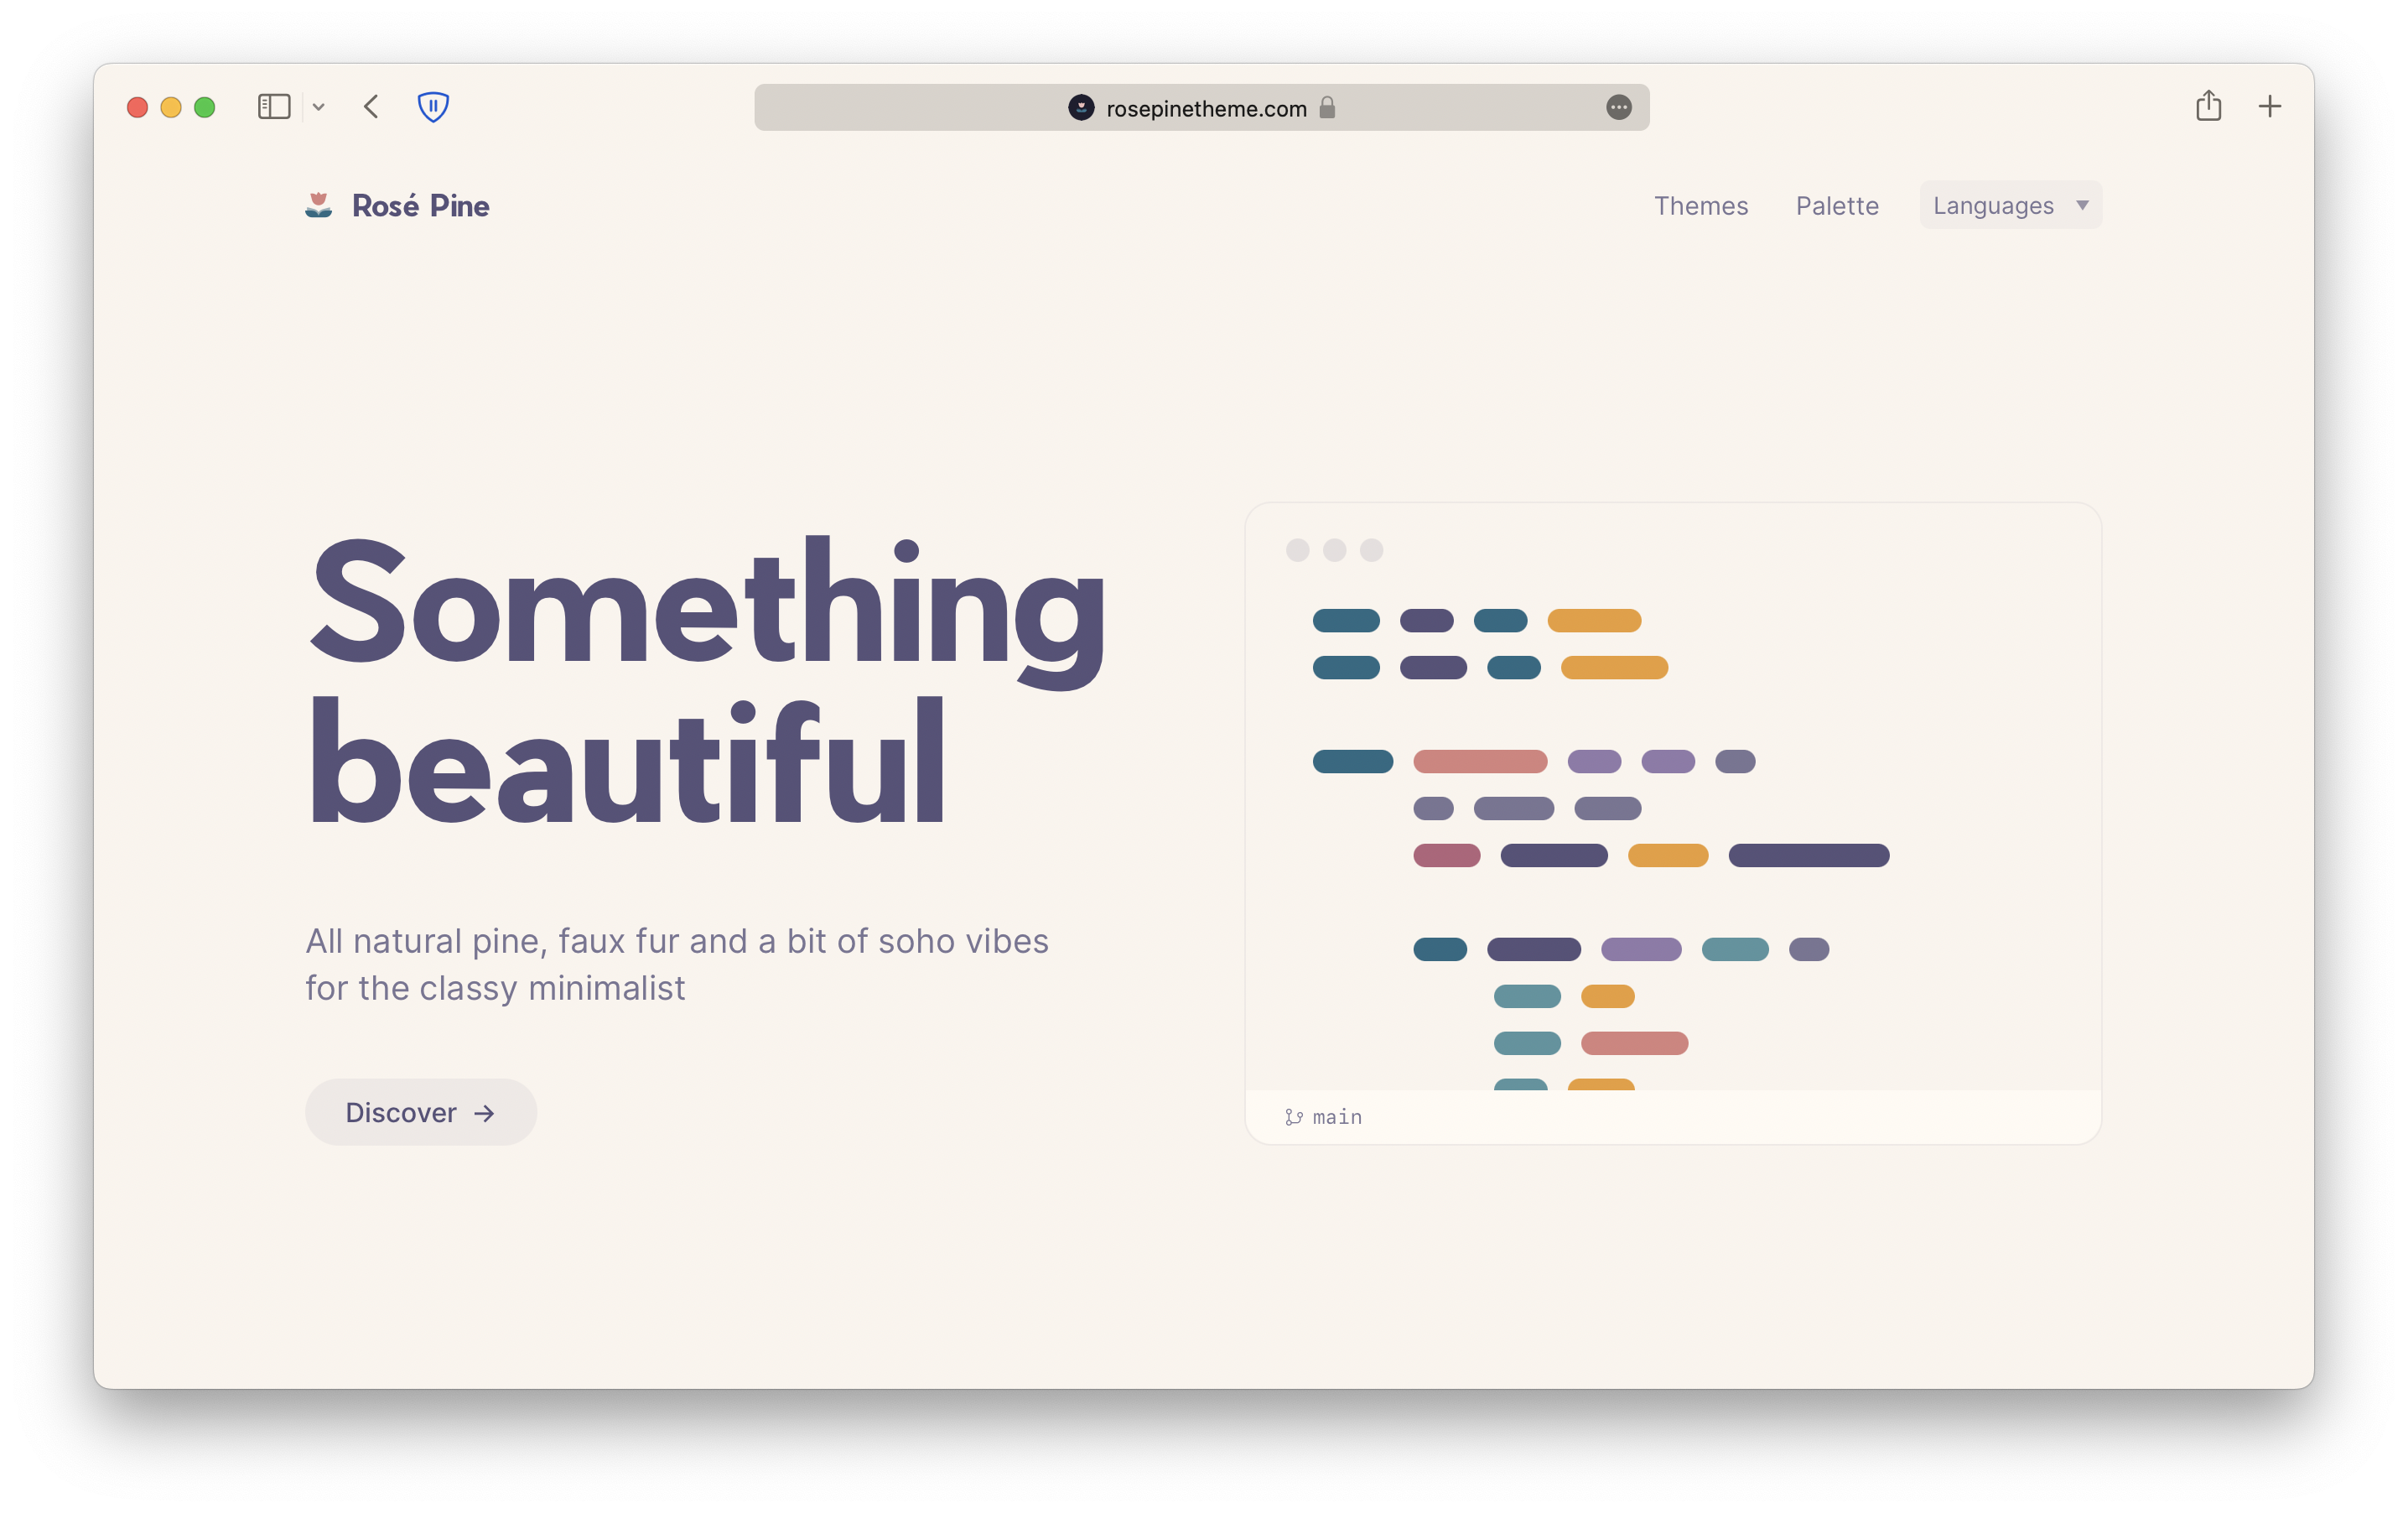 rosepinetheme.com
Rosé Pine
Themes
Palette
Languages
Something
beautiful
All natural pine, faux fur and a bit of soho vibes
for the classy minimalist
Discover →
main